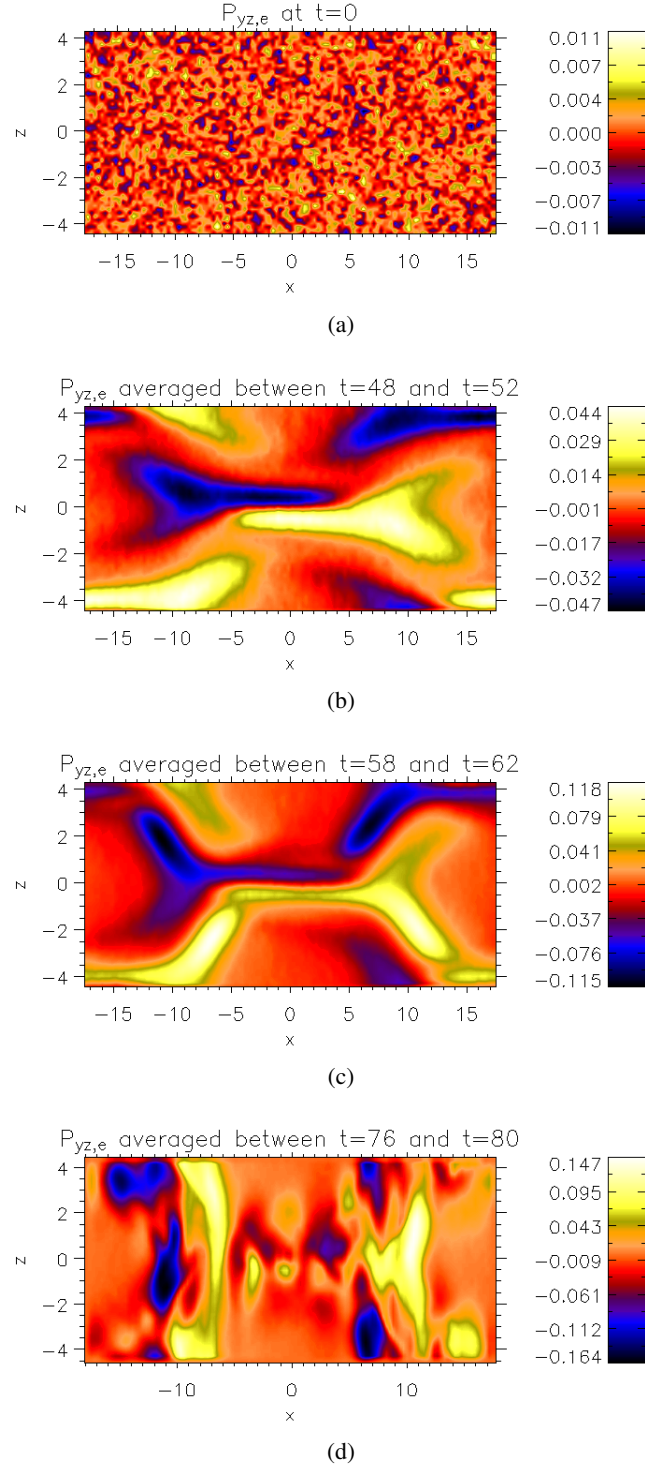 P_yz,e at t=0
4
2
0
−2
−4
z
−15 −10 −5 0 5 10 15
x
0.011
0.007
0.004
0.000
−0.003
−0.007
−0.011
(a)
P_yz,e averaged between t=48 and t=52
4
2
0
−2
−4
z
−15 −10 −5 0 5 10 15
x
0.044
0.029
0.014
−0.001
−0.017
−0.032
−0.047
(b)
P_yz,e averaged between t=58 and t=62
4
2
0
−2
−4
z
−15 −10 −5 0 5 10 15
x
0.118
0.079
0.041
0.002
−0.037
−0.076
−0.115
(c)
P_yz,e averaged between t=76 and t=80
4
2
0
−2
−4
z
−10 0 10
x
0.147
0.095
0.043
−0.009
−0.061
−0.112
−0.164
(d)